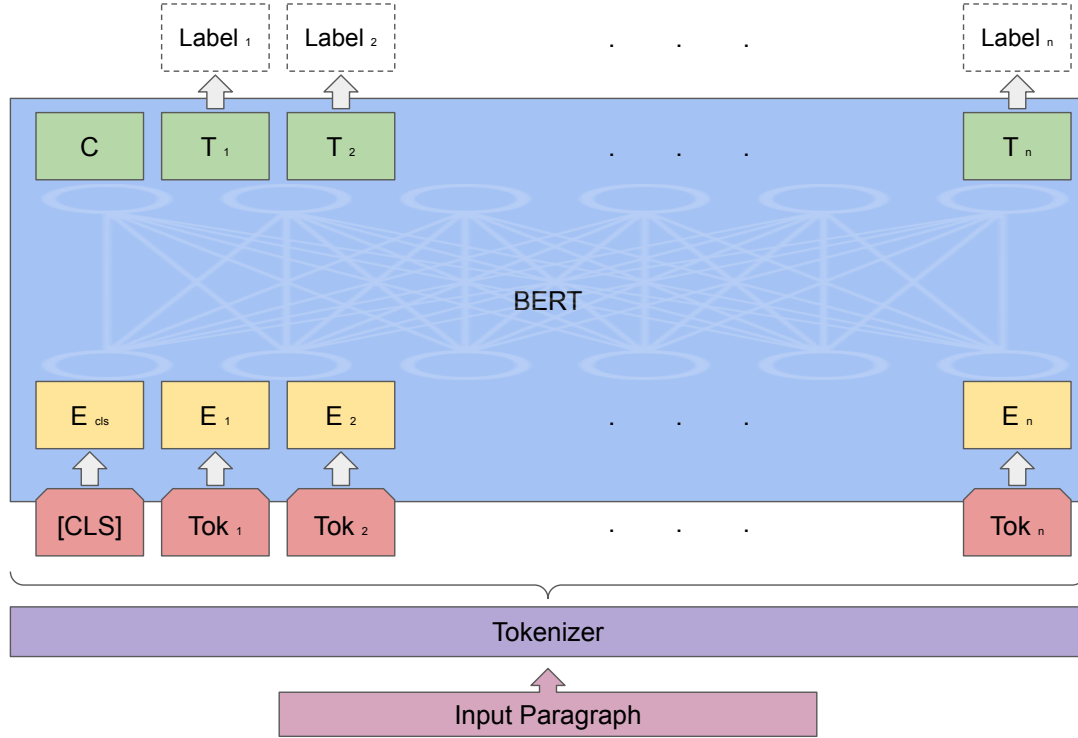 Label 1 Label 2 . . . Label n
C T 1 T 2 . . . T n
BERT
E cls E 1 E 2 . . . E n
[CLS] Tok 1 Tok 2 . . . Tok n
Tokenizer
Input Paragraph